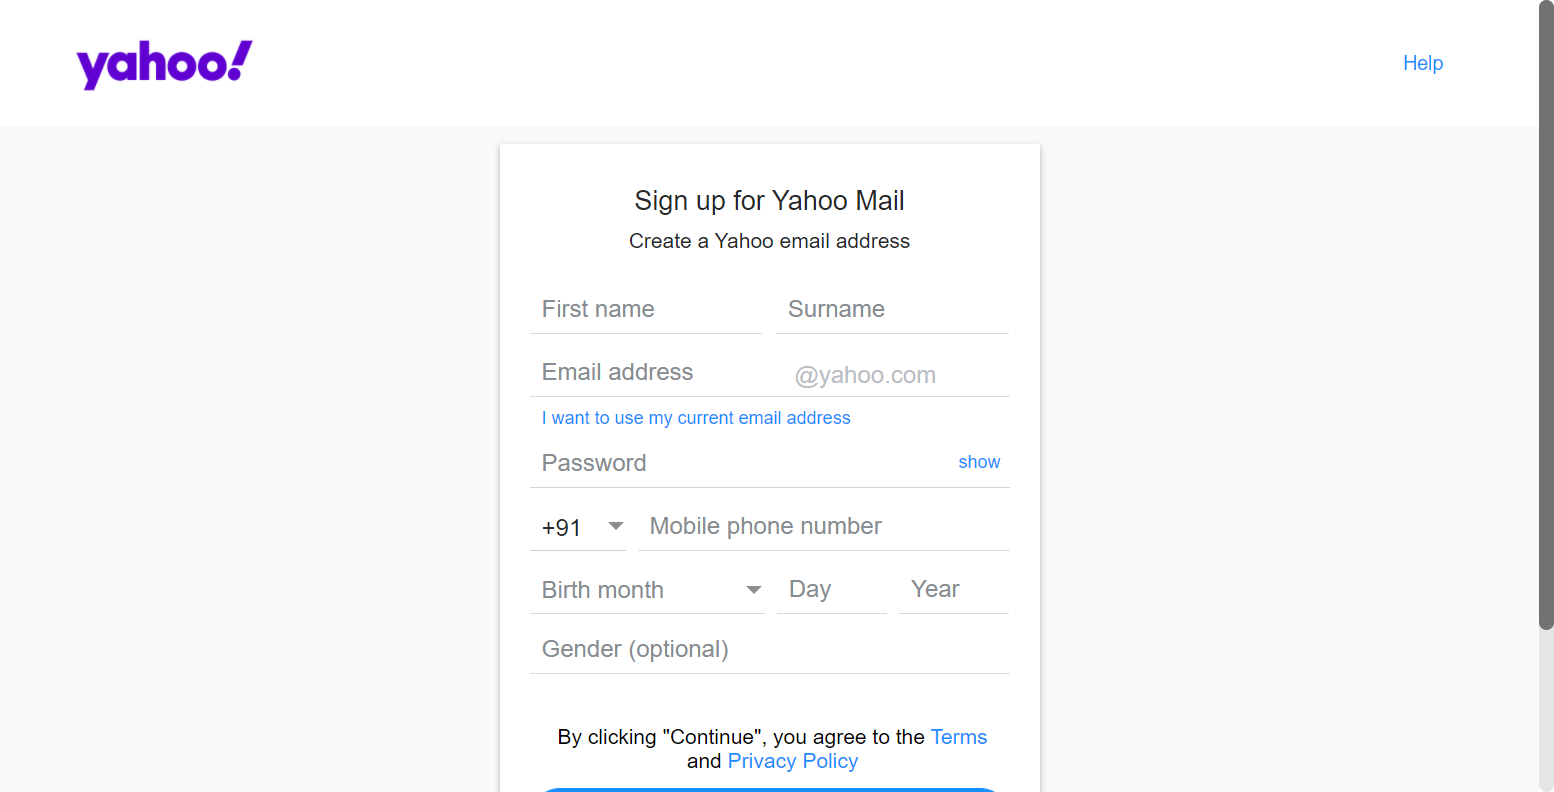 yahoo!
Help
Sign up for Yahoo Mail
Create a Yahoo email address
First name Surname
Email address @yahoo.com
I want to use my current email address
Password show
+91 Mobile phone number
Birth month Day Year
Gender (optional)
By clicking "Continue", you agree to the Terms
and Privacy Policy